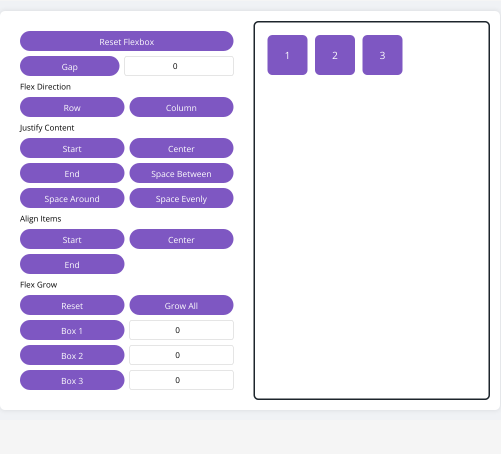 Reset Flexbox
Gap 0
Flex Direction
Row Column
Justify Content
Start Center
End Space Between
Space Around Space Evenly
Align Items
Start Center
End
Flex Grow
Reset Grow All
Box 1 0
Box 2 0
Box 3 0
1 2 3